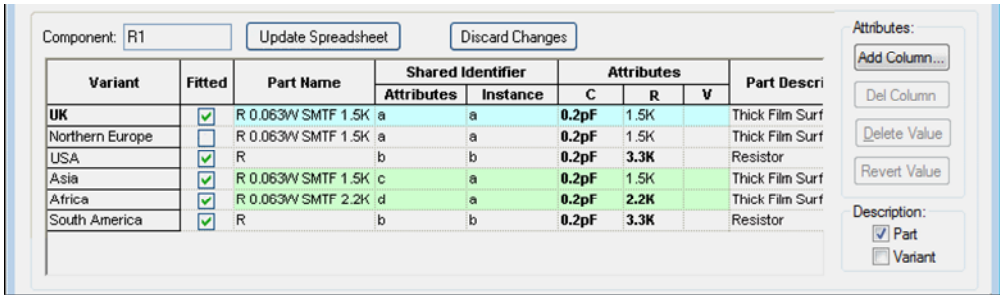 Component: R1 Update Spreadsheet Discard Changes Attributes:
Add Column...
Del Column
Delete Value
Revert Value
Description:
Part
Variant
Variant Fitted Part Name Shared Identifier Attributes Part Descri
Attributes Instance C R V
UK R 0.063W SMTF 1.5K a a 0.2pF 1.5K Thick Film Surf
Northern Europe R 0.063W SMTF 1.5K a a 0.2pF 1.5K Thick Film Surf
USA R b b 0.2pF 3.3K Resistor
Asia R 0.063W SMTF 1.5K c a 0.2pF 1.5K Thick Film Surf
Africa R 0.063W SMTF 2.2K d a 0.2pF 2.2K Thick Film Surf
South America R b b 0.2pF 3.3K Resistor